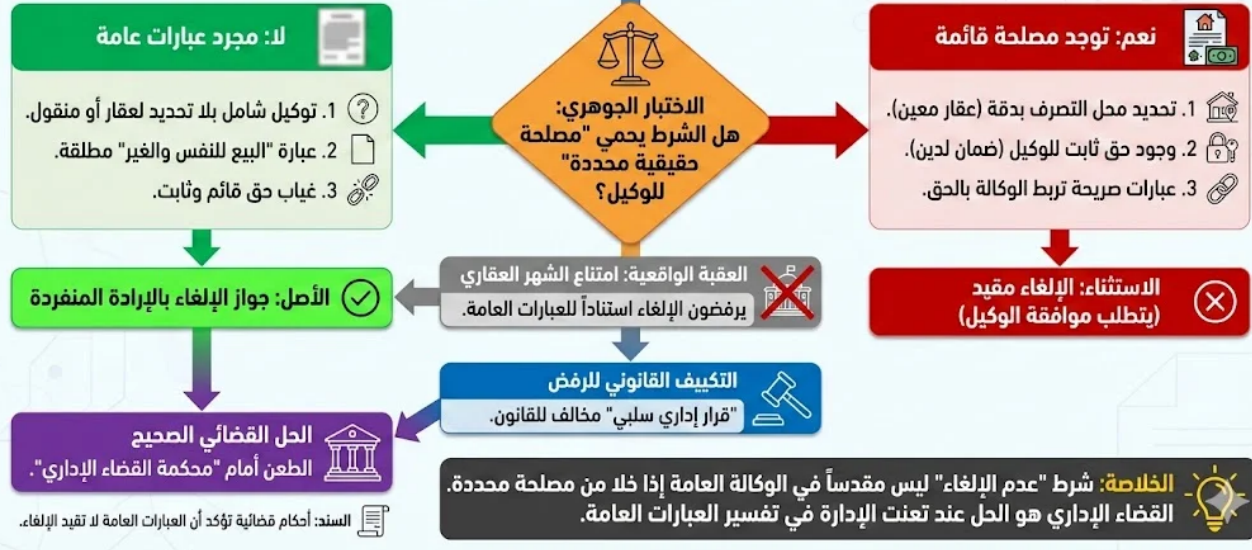 نعم: توجد مصلحة قائمة
1. تحديد محل التصرف بدقة (عقار معين).
2. وجود حق ثابت للوكيل (ضمان لدين).
3. عبارات صريحة تربط الوكالة بالحق.
الاستثناء: الإلغاء مقيد
(يتطلب موافقة الوكيل)
الاختبار الجوهري:
هل الشرط يحمي "مصلحة
حقيقية محددة"
للوكيل؟
لا: مجرد عبارات عامة
1. توكيل شامل بلا تحديد لعقار أو منقول.
2. عبارة "البيع للنفس والغير" مطلقة.
3. غياب حق قائم وثابت.
الأصل: جواز الإلغاء بالإرادة المنفردة
العقبة الواقعية: امتناع الشهر العقاري
يرفضون الإلغاء استناداً للعبارات العامة.
التكييف القانوني للرفض
"قرار إداري سلبي" مخالف للقانون.
الحل القضائي الصحيح
الطعن أمام "محكمة القضاء الإداري".
السند: أحكام قضائية تؤكد أن العبارات العامة لا تقيد الإلغاء.
الخلاصة: شرط "عدم الإلغاء" ليس مقدساً في الوكالة العامة إذا خلا من مصلحة محددة.
القضاء الإداري هو الحل عند تعنت الإدارة في تفسير العبارات العامة.